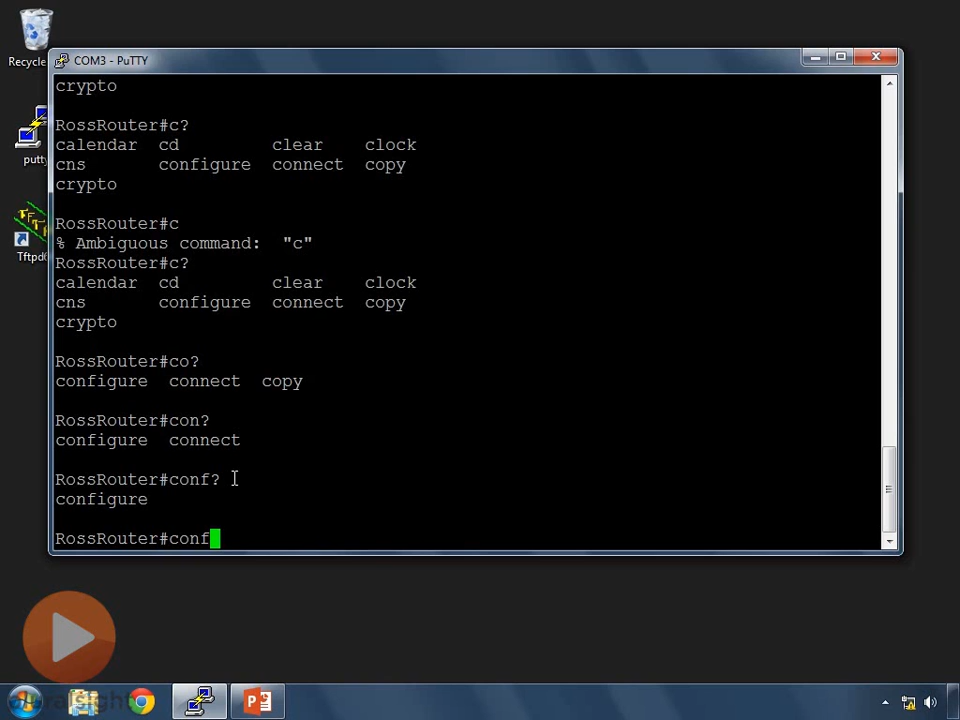 Recycle
COM3 - PuTTY
crypto
RossRouter#c?
calendar cd clear clock
cns configure connect copy
crypto
RossRouter#c
% Ambiguous command: "c"
RossRouter#c?
calendar cd clear clock
cns configure connect copy
crypto
RossRouter#co?
configure connect copy
RossRouter#con?
configure connect
RossRouter#conf?
configure
RossRouter#conf
putty
Tftpd6
pluralsight